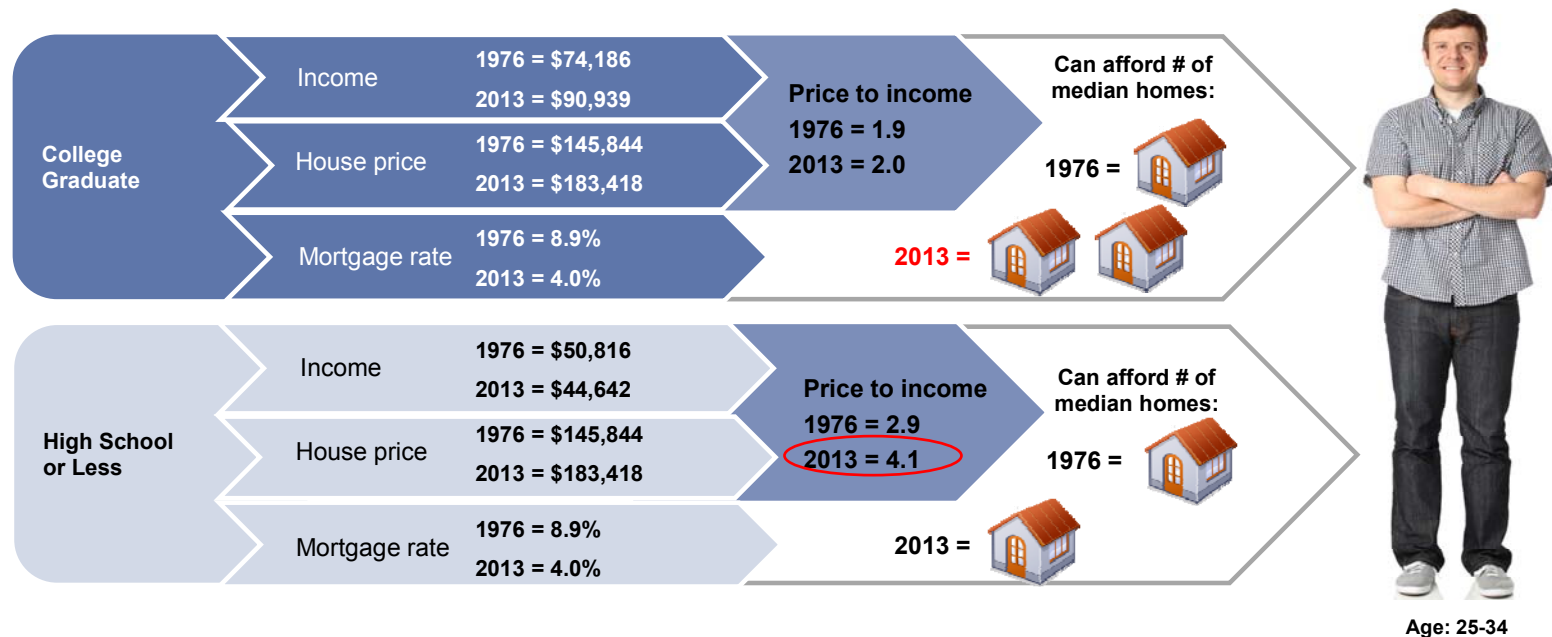 College
Graduate
Income
1976 = $74,186
2013 = $90,939
House price
1976 = $145,844
2013 = $183,418
Mortgage rate
1976 = 8.9%
2013 = 4.0%
Price to income
1976 = 1.9
2013 = 2.0
Can afford # of
median homes:
1976 =
2013 =
High School
or Less
Income
1976 = $50,816
2013 = $44,642
House price
1976 = $145,844
2013 = $183,418
Mortgage rate
1976 = 8.9%
2013 = 4.0%
Price to income
1976 = 2.9
2013 = 4.1
Can afford # of
median homes:
1976 =
2013 =
Age: 25-34